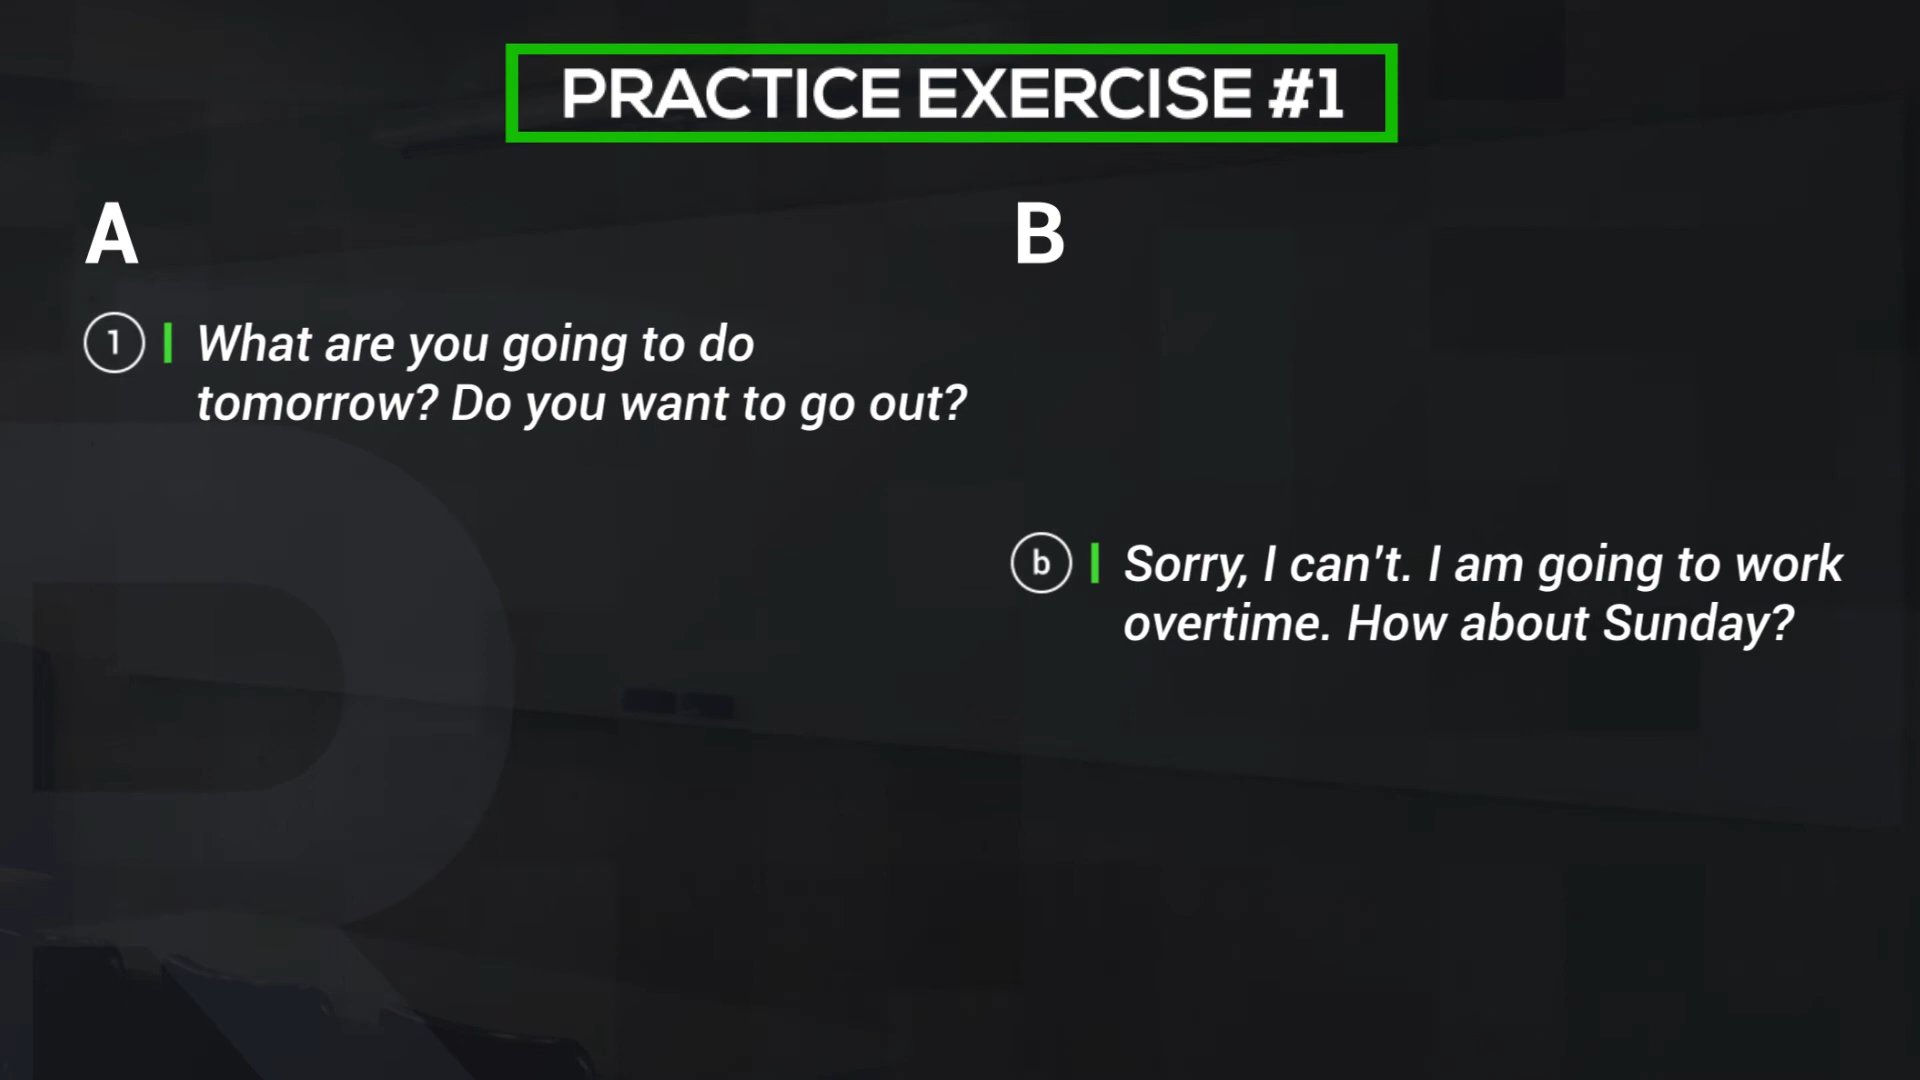 PRACTICE EXERCISE #1
A
B
1 What are you going to do
tomorrow? Do you want to go out?
b Sorry, I can't. I am going to work
overtime. How about Sunday?